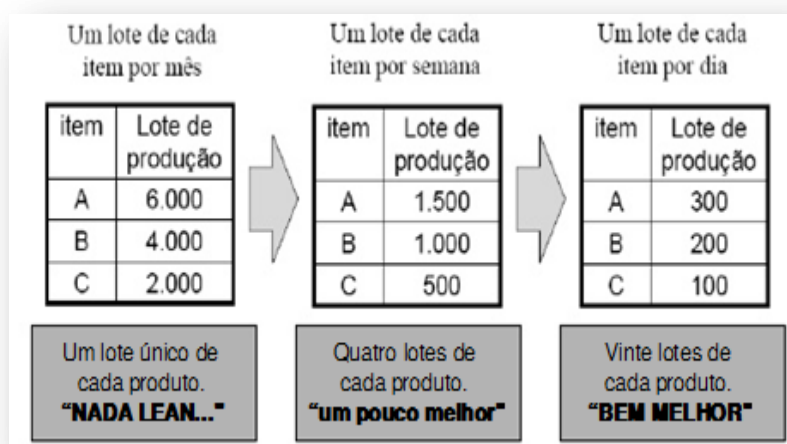 Um lote de cada
item por mês
item Lote de
produção
A 6.000
B 4.000
C 2.000
Um lote único de
cada produto.
“NADA LEAN...”
Um lote de cada
item por semana
item Lote de
produção
A 1.500
B 1.000
C 500
Quatro lotes de
cada produto.
“um pouco melhor”
Um lote de cada
item por dia
item Lote de
produção
A 300
B 200
C 100
Vinte lotes de
cada produto.
“BEM MELHOR”